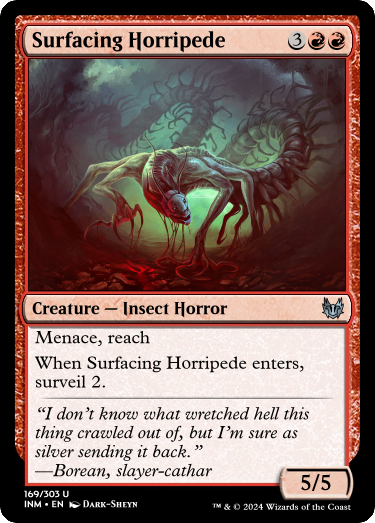 Surfacing Horripede 3
Creature — Insect Horror
Menace, reach
When Surfacing Horripede enters,
surveil 2.
“I don’t know what wretched hell this
thing crawled out of, but I’m sure as
silver sending it back.”
—Borean, slayer-cathar
5/5
169/303 U
INM • EN Dark-Sheyn
™ & © 2024 Wizards of the Coast